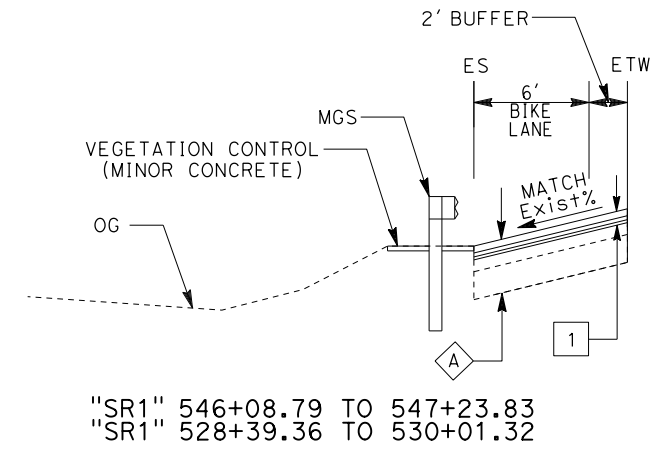 2' BUFFER
ES
ETW
6'
BIKE
LANE
MGS
VEGETATION CONTROL
(MINOR CONCRETE)
MATCH
Exist%
OG
1
A
"SR1" 546+08.79 TO 547+23.83
"SR1" 528+39.36 TO 530+01.32